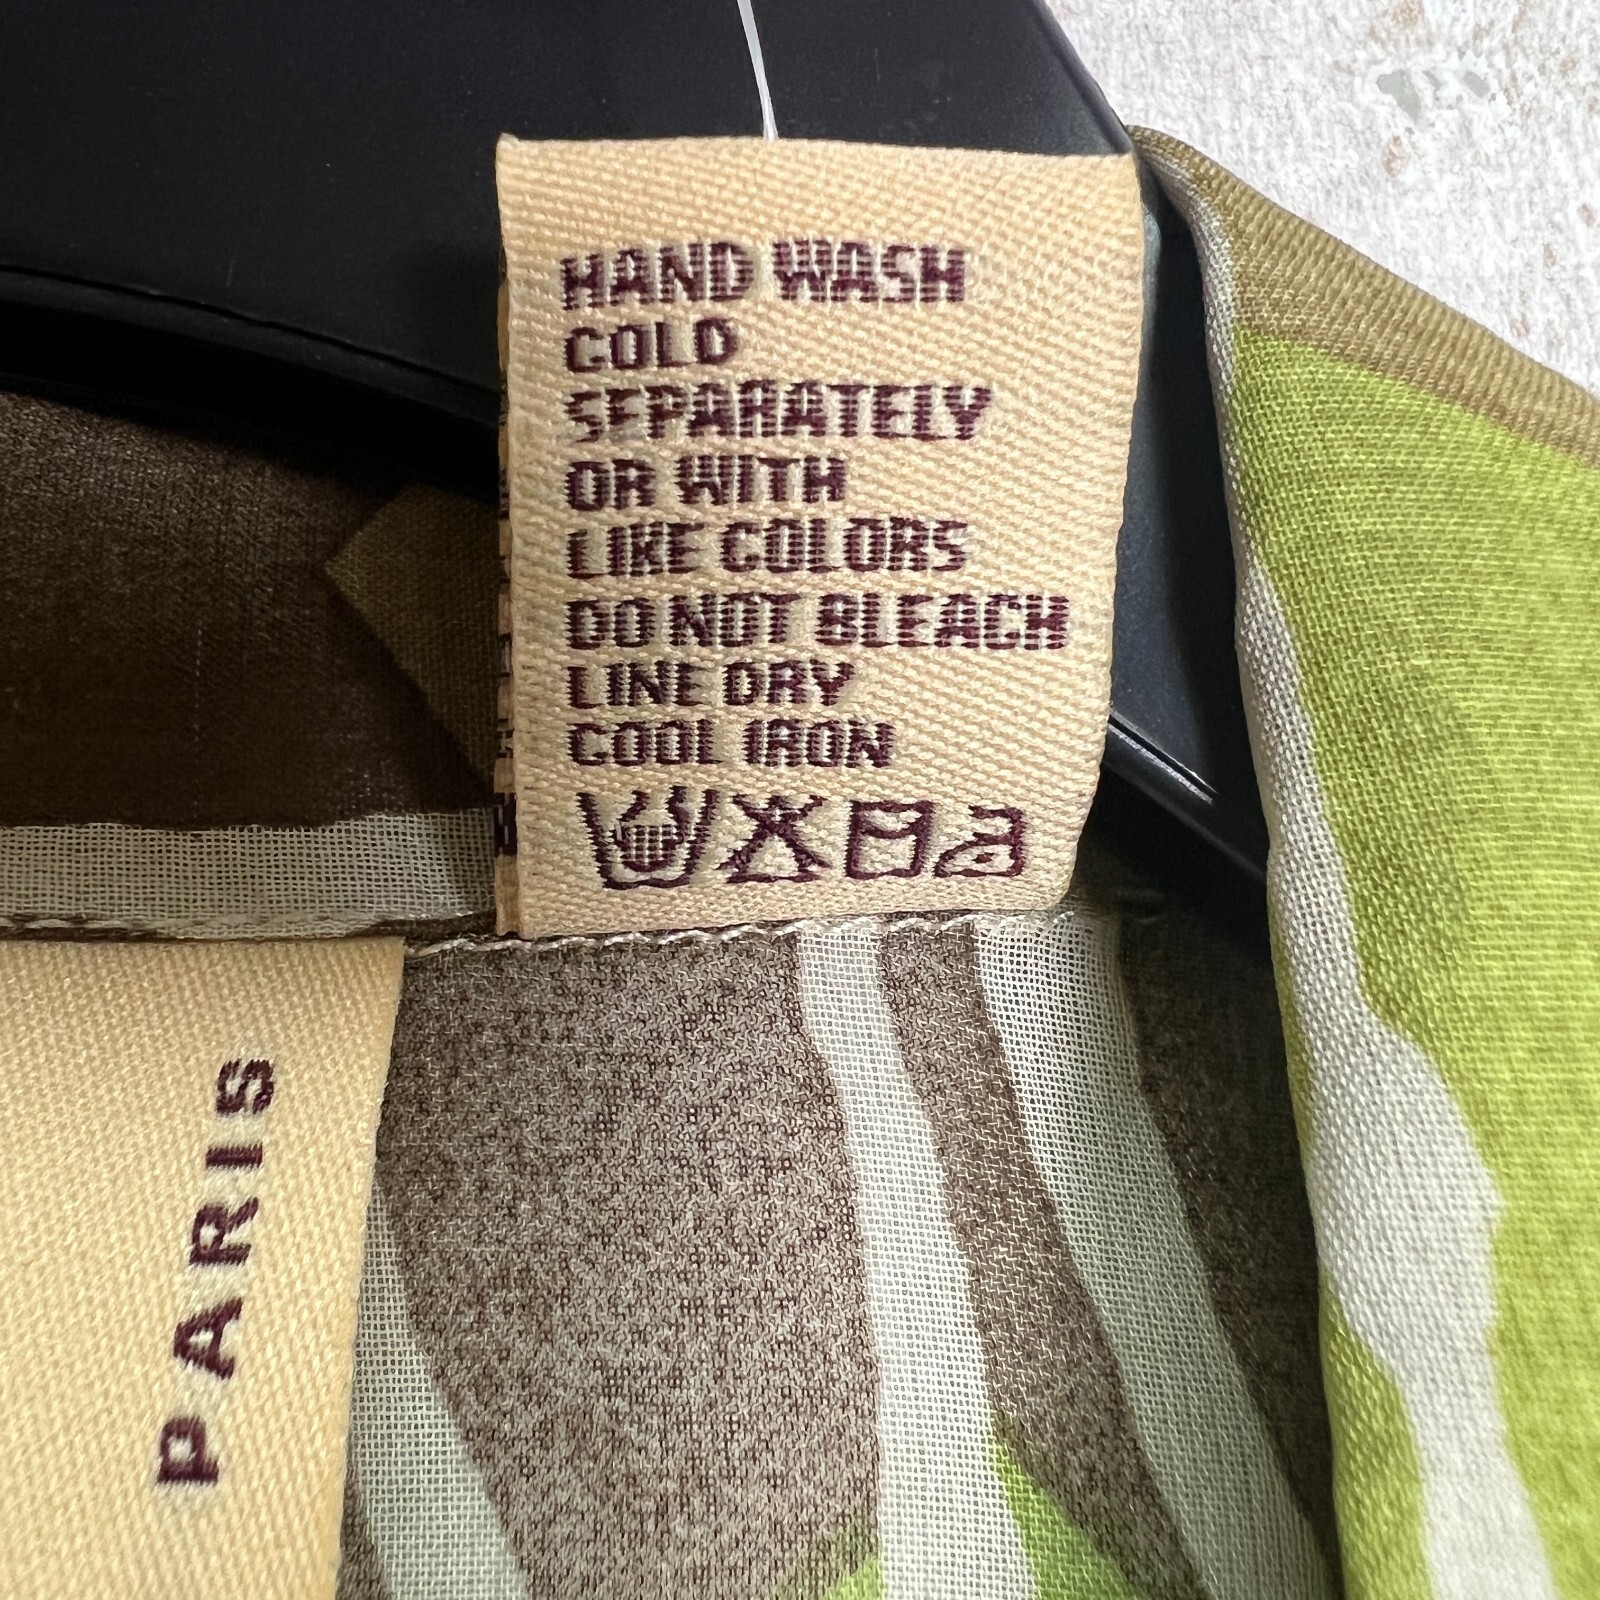 HAND WASH
COLD
SEPARATELY
OR WITH
LIKE COLORS
DO NOT BLEACH
LINE DRY
COOL IRON
PARIS